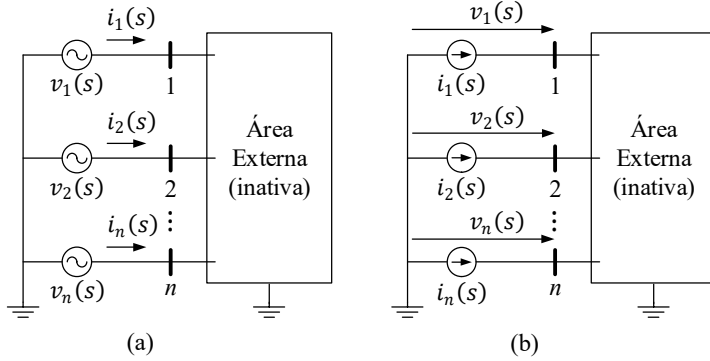 i₁(s)
v₁(s)
1
i₂(s)
v₂(s)
2
⋮
iₙ(s)
vₙ(s)
n
Área
Externa
(inativa)
(a)
v₁(s)
i₁(s)
1
v₂(s)
i₂(s)
2
⋮
vₙ(s)
iₙ(s)
n
Área
Externa
(inativa)
(b)